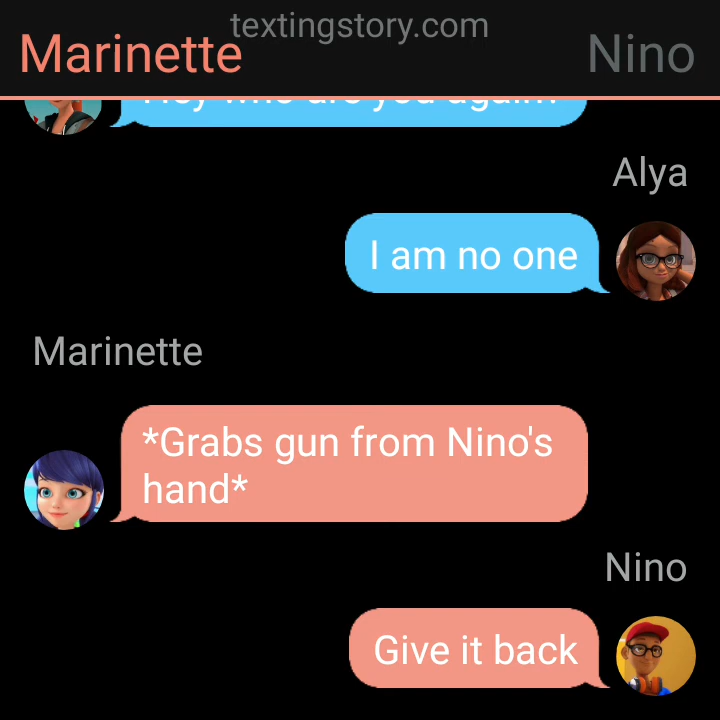 textingstory.com
Marinette
Nino
Alya
I am no one
Marinette
*Grabs gun from Nino's
hand*
Nino
Give it back